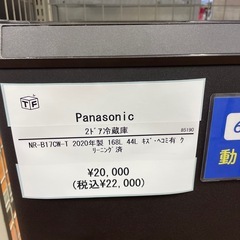 TF
Panasonic
2ﾄﾞｱ冷蔵庫
85190
NR-B17CW-T 2020年製 168L 44L ｷｽﾞ･ﾍｺﾐ有 ｸ
ﾘｰﾆﾝｸﾞ済
¥20,000
(税込¥22,000)
動